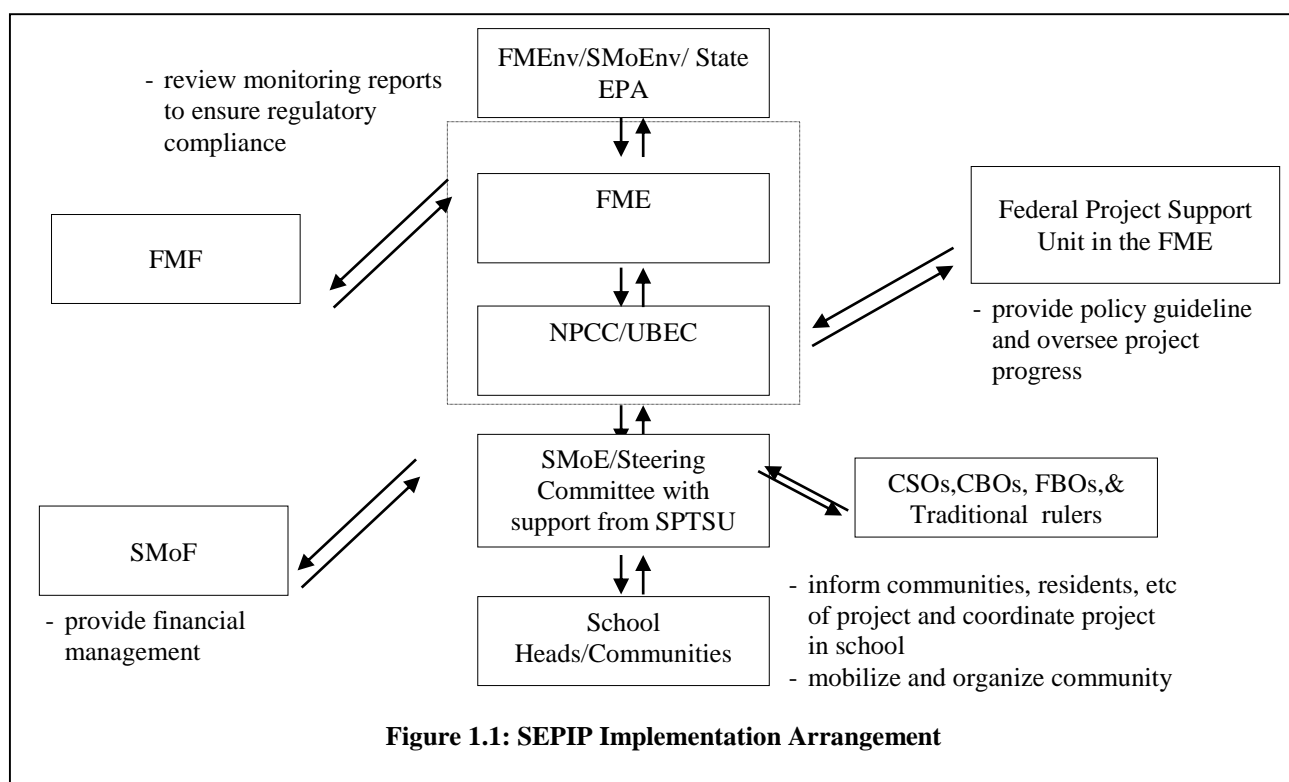 FMEnv/SMoEnv/ State
EPA
- review monitoring reports
to ensure regulatory
compliance
FME
FMF
Federal Project Support
Unit in the FME
- provide policy guideline
and oversee project
progress
NPCC/UBEC
SMoE/Steering
Committee with
support from SPTSU
CSOs,CBOs, FBOs,&
Traditional rulers
SMoF
- provide financial
management
School
Heads/Communities
- inform communities, residents, etc
of project and coordinate project
in school
- mobilize and organize community
Figure 1.1: SEPIP Implementation Arrangement